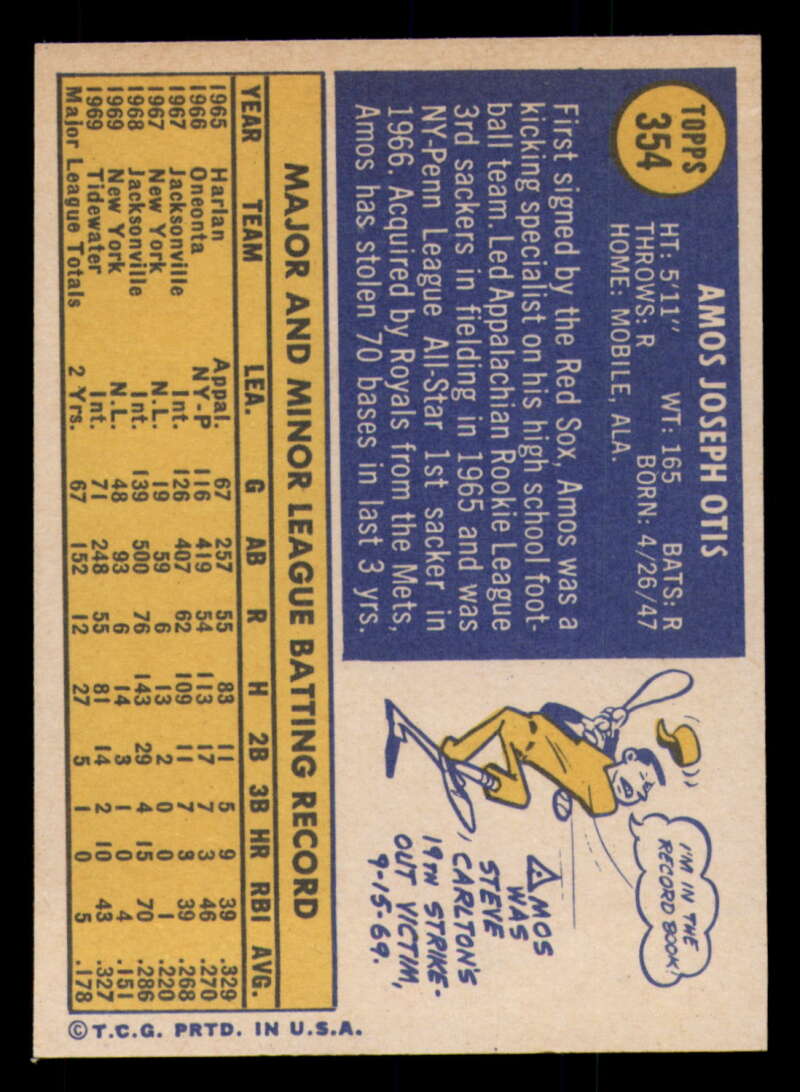 TOPPS
354
AMOS JOSEPH OTIS
HT: 5'11" WT: 165 BATS: R
THROWS: R BORN: 4/26/47
HOME: MOBILE, ALA.
First signed by the Red Sox, Amos was a
kicking specialist on his high school foot-
ball team. Led Appalachian Rookie League
3rd sackers in fielding in 1965 and was
NY-Penn League All-Star 1st sacker in
1966. Acquired by Royals from the Mets,
Amos has stolen 70 bases in last 3 yrs.
I'M IN THE
RECORD BOOK!
AMOS
WAS
STEVE
CARLTON'S
19TH STRIKE-
OUT VICTIM,
9-15-69.
MAJOR AND MINOR LEAGUE BATTING RECORD
YEAR TEAM LEA. G AB R H 2B 3B HR RBI AVG.
1965 Harlan Appal. 67 257 55 83 11 5 9 39 .329
1966 Oneonta NY-P 116 419 54 113 17 7 3 46 .270
1967 Jacksonville Int. 126 407 62 109 11 7 3 39 .268
1967 New York N.L. 19 59 6 13 2 0 0 1 .220
1968 Jacksonville Int. 139 500 76 143 29 4 15 70 .286
1969 New York N.L. 48 93 6 14 3 1 0 4 .151
1969 Tidewater Int. 71 248 55 81 14 2 10 43 .327
Major League Totals 2 Yrs. 67 152 12 27 5 1 0 5 .178
©T.C.G. PRTD. IN U.S.A.